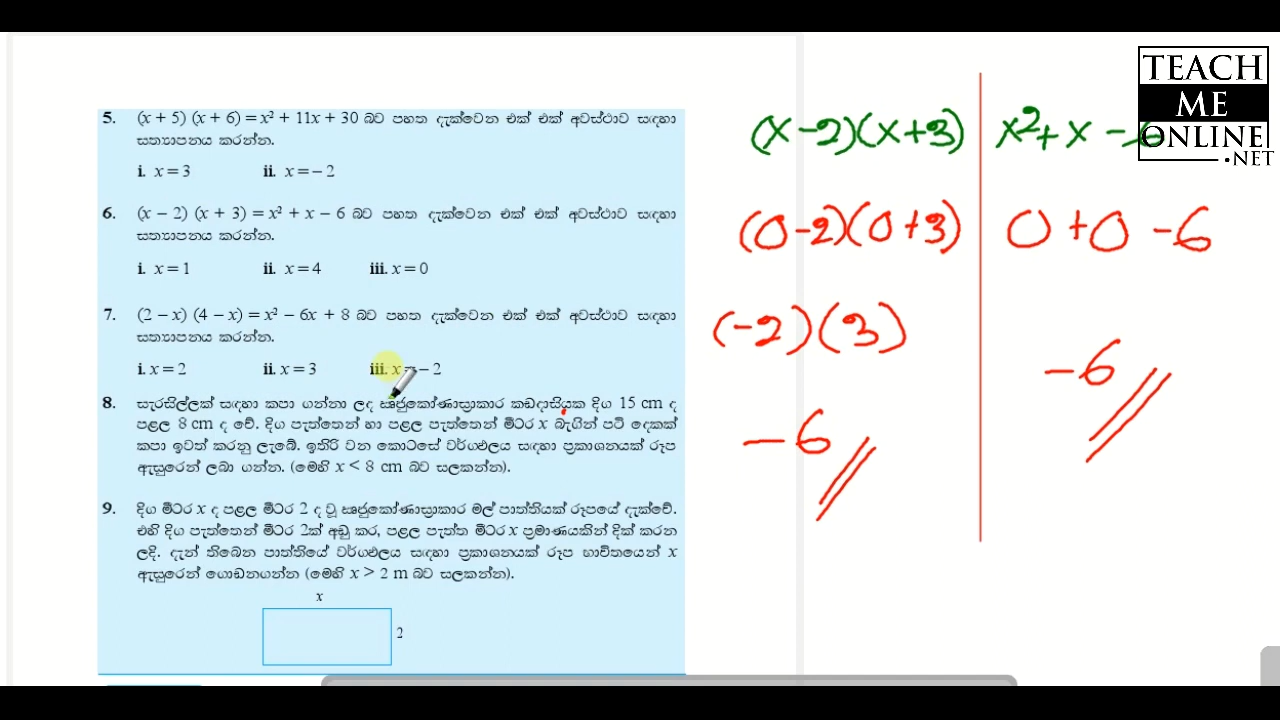 5. (x + 5) (x + 6) = x² + 11x + 30 බව පහත දැක්වෙන එක් එක් අවස්ථාව සඳහා
සත්‍යාපනය කරන්න.
i. x = 3 ii. x = − 2
6. (x − 2) (x + 3) = x² + x − 6 බව පහත දැක්වෙන එක් එක් අවස්ථාව සඳහා
සත්‍යාපනය කරන්න.
i. x = 1 ii. x = 4 iii. x = 0
7. (2 − x) (4 − x) = x² − 6x + 8 බව පහත දැක්වෙන එක් එක් අවස්ථාව සඳහා
සත්‍යාපනය කරන්න.
i. x = 2 ii. x = 3 iii. x = − 2
8. සැරසිල්ලක් සඳහා කපා ගන්නා ලද ඍජුකෝණාස්‍රාකාර කඩදාසියක දිග 15 cm ද
පළල 8 cm ද වේ. දිග පැත්තෙන් හා පළල පැත්තෙන් මීටර x බැගින් පටි දෙකක්
කපා ඉවත් කරනු ලැබේ. ඉතිරි වන කොටසේ වර්ගඵලය සඳහා ප්‍රකාශනයක් x
ඇසුරෙන් ලබා ගන්න. (මෙහි x < 8 cm බව සලකන්න).
9. දිග මීටර x ද පළල මීටර 2 ද වූ ඍජුකෝණාස්‍රාකාර මල් පාත්තියක් රූපයේ දැක්වේ.
එහි දිග පැත්තෙන් මීටර 2ක් අඩු කර, පළල පැත්ත මීටර x ප්‍රමාණයකින් දික් කරන
ලදි. දැන් තිබෙන පාත්තියේ වර්ගඵලය සඳහා ප්‍රකාශනයක් රූප භාවිතයෙන් x
ඇසුරෙන් ගොඩනගන්න (මෙහි x > 2 m බව සලකන්න).
x
2
(x−2)(x+3) x²+x−6
(0−2)(0+3) 0+0−6
(−2)(3)
−6
−6
TEACH
ME
ONLINE
.NET